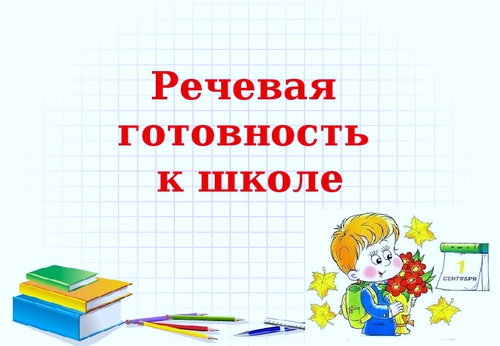 Речевая
готовность
к школе
1
СЕНТЯБРЯ